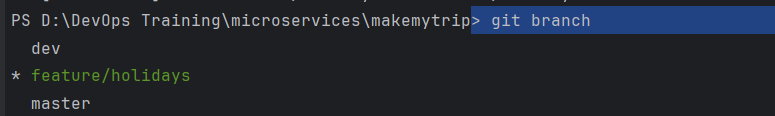 PS D:\DevOps Training\microservices\makemytrip> git branch
  dev
* feature/holidays
  master